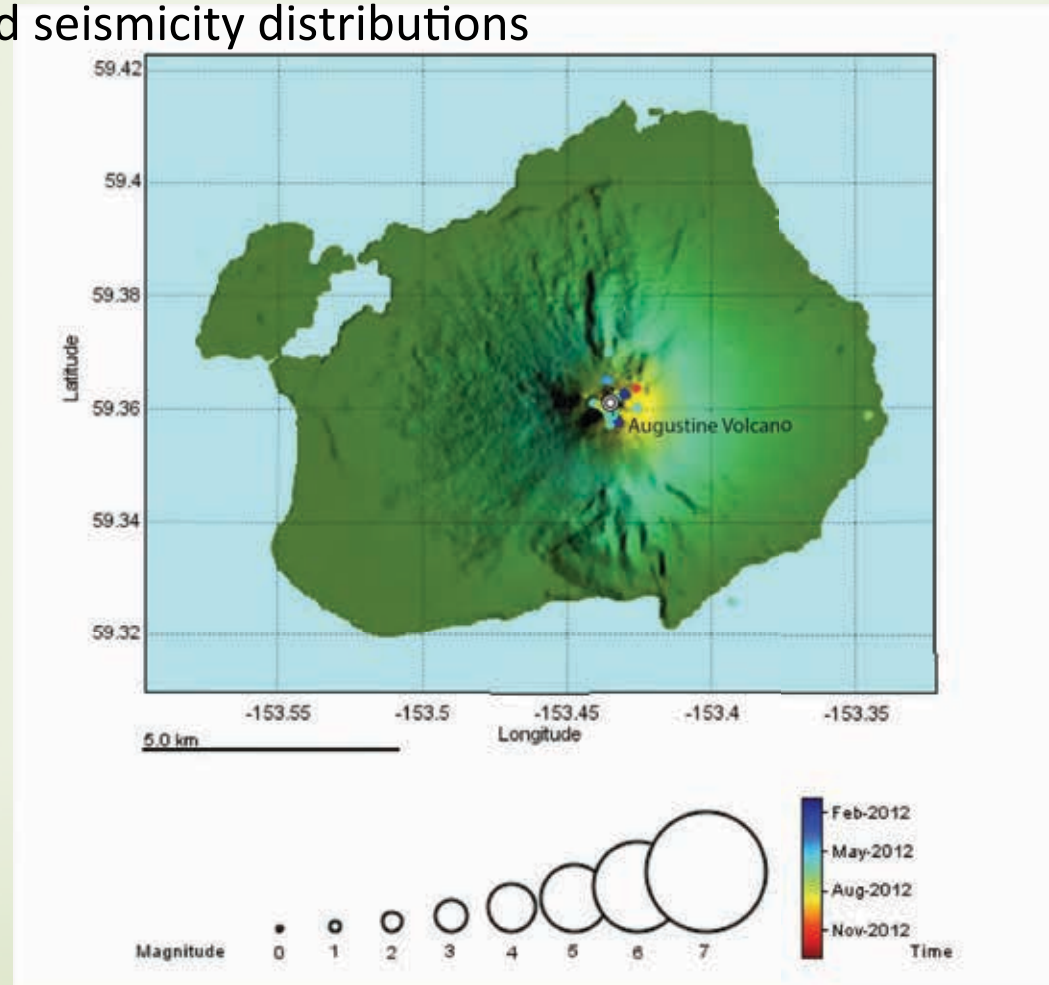 d seismicity distributions
59.42
59.4
59.38
59.36
59.34
59.32
Latitude
Augustine Volcano
-153.55 -153.5 -153.45 -153.4 -153.35
Longitude
5.0 km
Feb-2012
May-2012
Aug-2012
Nov-2012
Magnitude 0 1 2 3 4 5 6 7 Time